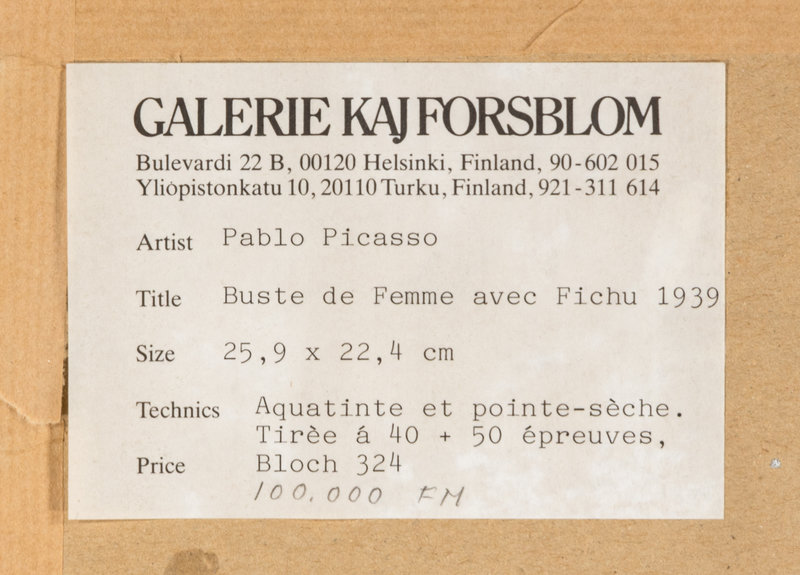 GALERIE KAJ FORSBLOM
Bulevardi 22 B, 00120 Helsinki, Finland, 90-602 015
Yliopistonkatu 10, 20110 Turku, Finland, 921-311 614
Artist Pablo Picasso
Title Buste de Femme avec Fichu 1939
Size 25,9 x 22,4 cm
Technics Aquatinte et pointe-sèche.
Tirèe á 40 + 50 épreuves,
Price Bloch 324
100.000 FM